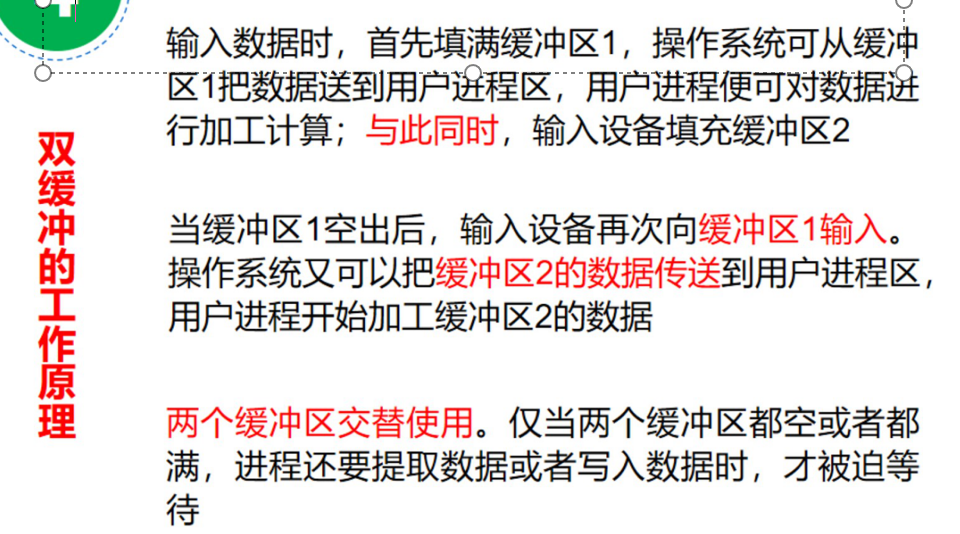 输入数据时，首先填满缓冲区1，操作系统可从缓冲
区1把数据送到用户进程区，用户进程便可对数据进
行加工计算；与此同时，输入设备填充缓冲区2
双缓冲的工作原理
当缓冲区1空出后，输入设备再次向缓冲区1输入。
操作系统又可以把缓冲区2的数据传送到用户进程区，
用户进程开始加工缓冲区2的数据
两个缓冲区交替使用。仅当两个缓冲区都空或者都
满，进程还要提取数据或者写入数据时，才被迫等
待